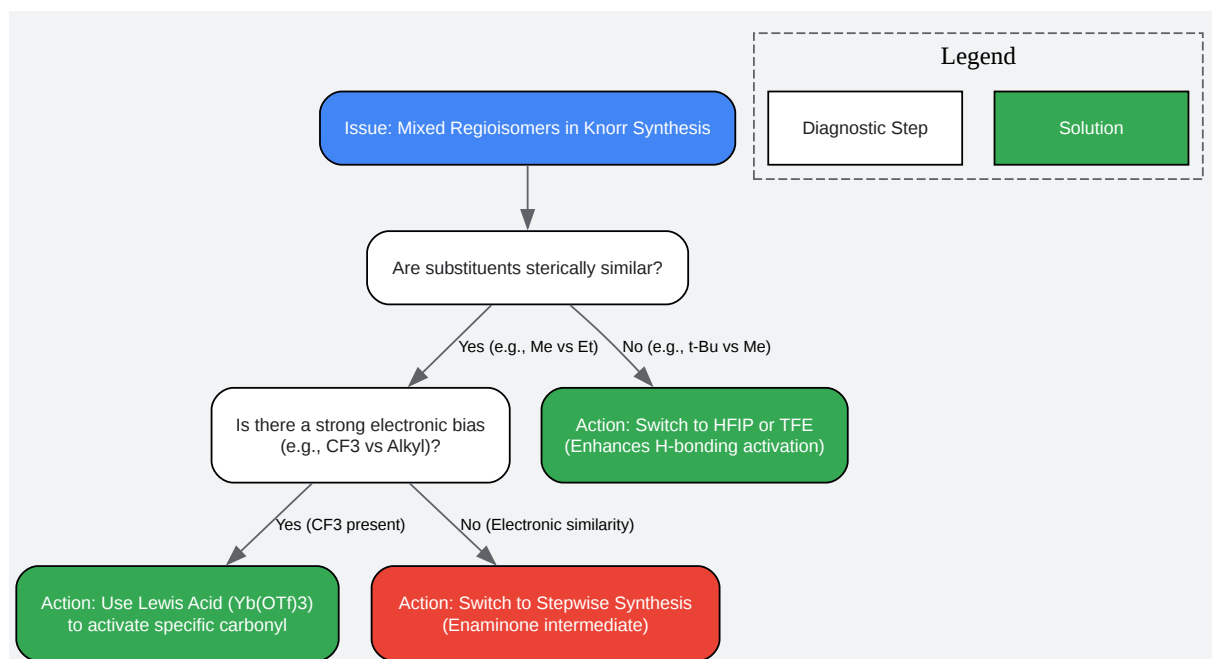 Legend
Issue: Mixed Regioisomers in Knorr Synthesis
Diagnostic Step
Solution
Are substituents sterically similar?
Yes (e.g., Me vs Et)
No (e.g., t-Bu vs Me)
Is there a strong electronic bias
(e.g., CF3 vs Alkyl)?
Action: Switch to HFIP or TFE
(Enhances H-bonding activation)
Yes (CF3 present)
No (Electronic similarity)
Action: Use Lewis Acid (Yb(OTf)3)
to activate specific carbonyl
Action: Switch to Stepwise Synthesis
(Enaminone intermediate)